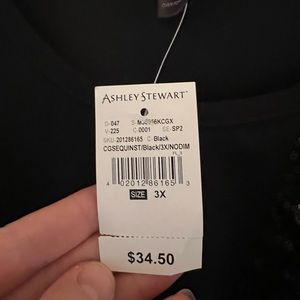 ASHLEY STEWART
D-047
V-225 C-0001 SE-SP2
SKU-201286165 C-Black
CGSEQUINST/Black/3X/NODIM
4 02012 86165 3
SIZE 3X
$34.50